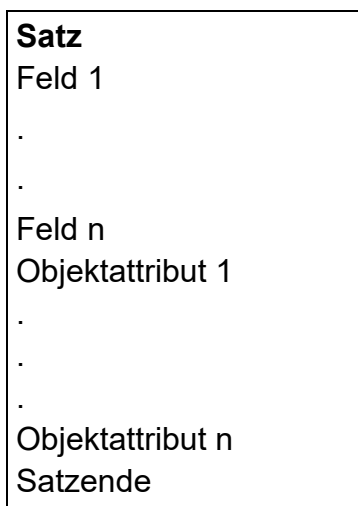 Satz
Feld 1
.
.
Feld n
Objektattribut 1
.
.
.
Objektattribut n
Satzende